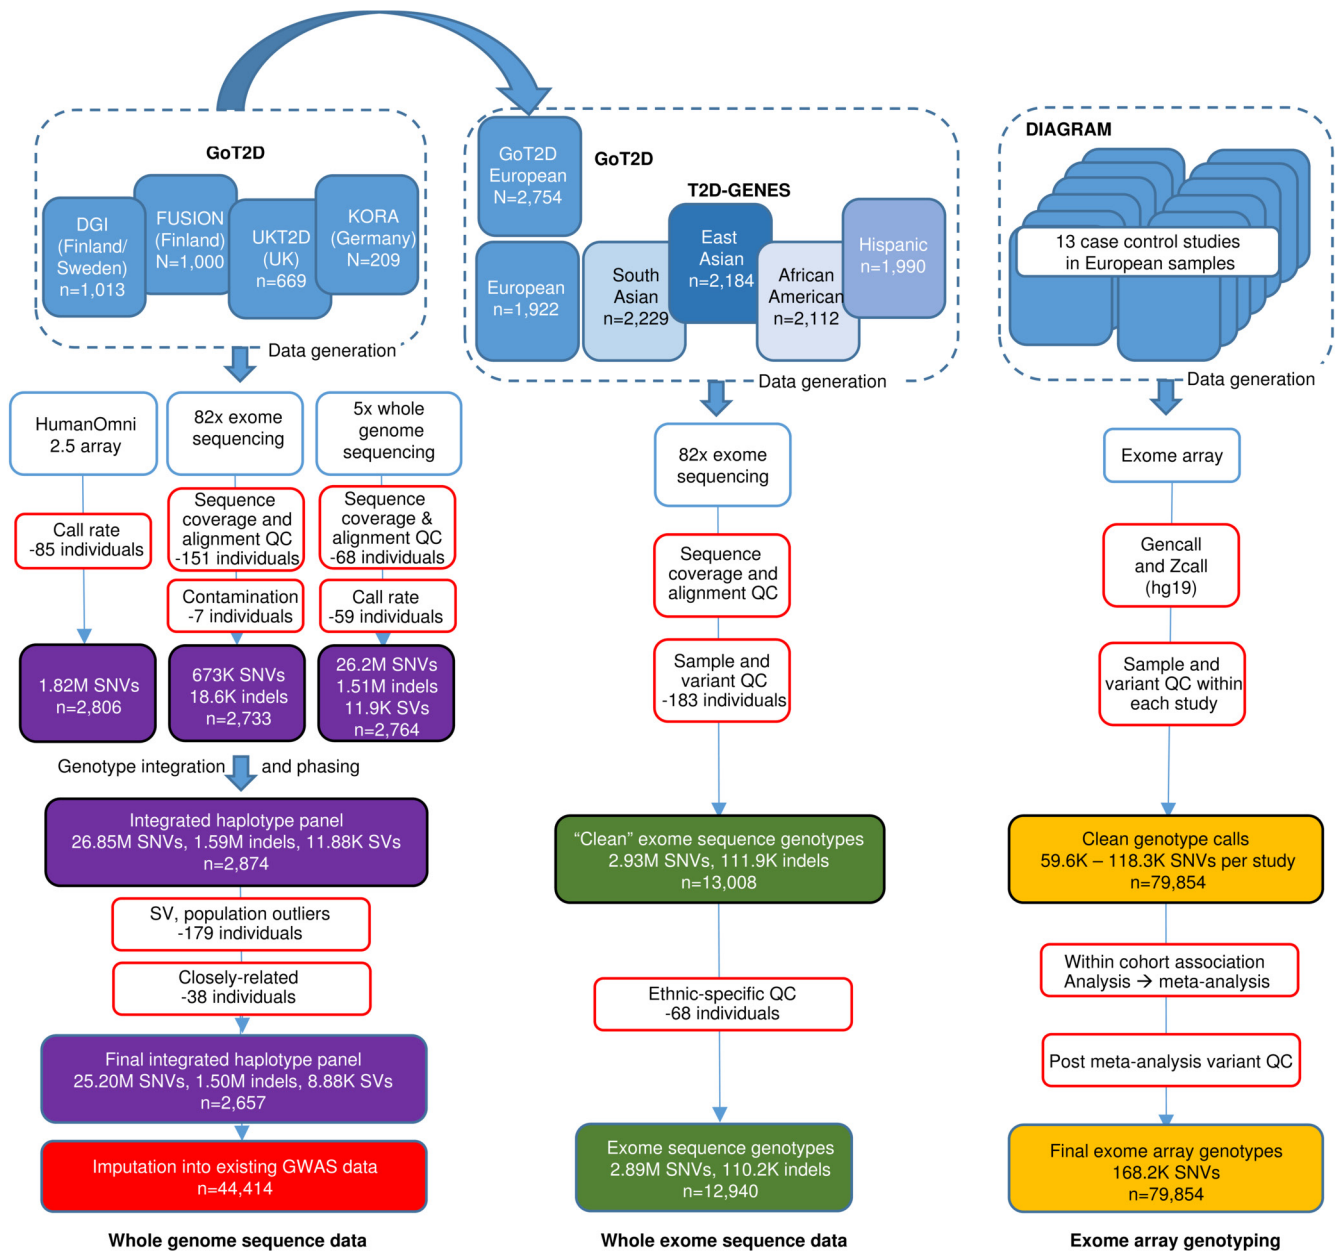 GoT2D
DGI
(Finland/
Sweden)
n=1,013
FUSION
(Finland)
N=1,000
UKT2D
(UK)
n=669
KORA
(Germany)
N=209
Data generation
HumanOmni
2.5 array
82x exome
sequencing
5x whole
genome
sequencing
Call rate
-85 individuals
Sequence
coverage and
alignment QC
-151 individuals
Sequence
coverage &
alignment QC
-68 individuals
Contamination
-7 individuals
Call rate
-59 individuals
1.82M SNVs
n=2,806
673K SNVs
18.6K indels
n=2,733
26.2M SNVs
1.51M indels
11.9K SVs
n=2,764
Genotype integration and phasing
Integrated haplotype panel
26.85M SNVs, 1.59M indels, 11.88K SVs
n=2,874
SV, population outliers
-179 individuals
Closely-related
-38 individuals
Final integrated haplotype panel
25.20M SNVs, 1.50M indels, 8.88K SVs
n=2,657
Imputation into existing GWAS data
n=44,414
Whole genome sequence data
GoT2D
European
N=2,754
GoT2D
T2D-GENES
European
n=1,922
South
Asian
n=2,229
East
Asian
n=2,184
African
American
n=2,112
Hispanic
n=1,990
Data generation
82x exome
sequencing
Sequence
coverage and
alignment QC
Sample and
variant QC
-183 individuals
“Clean” exome sequence genotypes
2.93M SNVs, 111.9K indels
n=13,008
Ethnic-specific QC
-68 individuals
Exome sequence genotypes
2.89M SNVs, 110.2K indels
n=12,940
Whole exome sequence data
DIAGRAM
13 case control studies
in European samples
Data generation
Exome array
Gencall
and Zcall
(hg19)
Sample and
variant QC within
each study
Clean genotype calls
59.6K – 118.3K SNVs per study
n=79,854
Within cohort association
Analysis → meta-analysis
Post meta-analysis variant QC
Final exome array genotypes
168.2K SNVs
n=79,854
Exome array genotyping